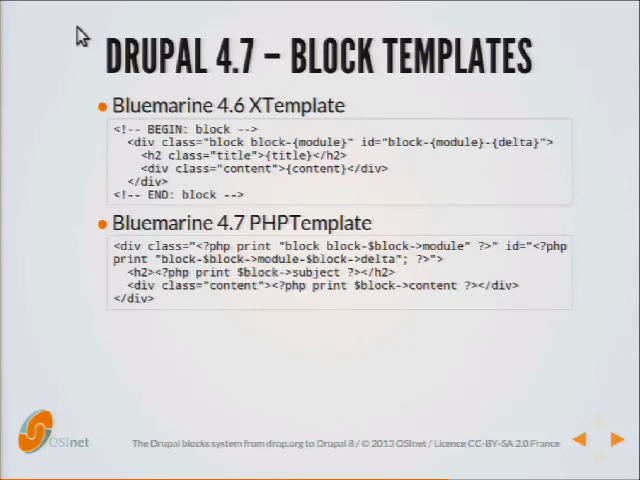 DRUPAL 4.7 – BLOCK TEMPLATES
Bluemarine 4.6 XTemplate
<!-- BEGIN: block -->
<div class="block block-{module}" id="block-{module}-{delta}">
<h2 class="title">{title}</h2>
<div class="content">{content}</div>
</div>
<!-- END: block -->
Bluemarine 4.7 PHPTemplate
<div class="<?php print "block block-$block->module" ?>" id="<?php
print "block-$block->module-$block->delta"; ?>">
<h2><?php print $block->subject ?></h2>
<div class="content"><?php print $block->content ?></div>
</div>
OSInet
The Drupal blocks system from drop.org to Drupal 8 / © 2013 OSInet / Licence CC-BY-SA 2.0 France